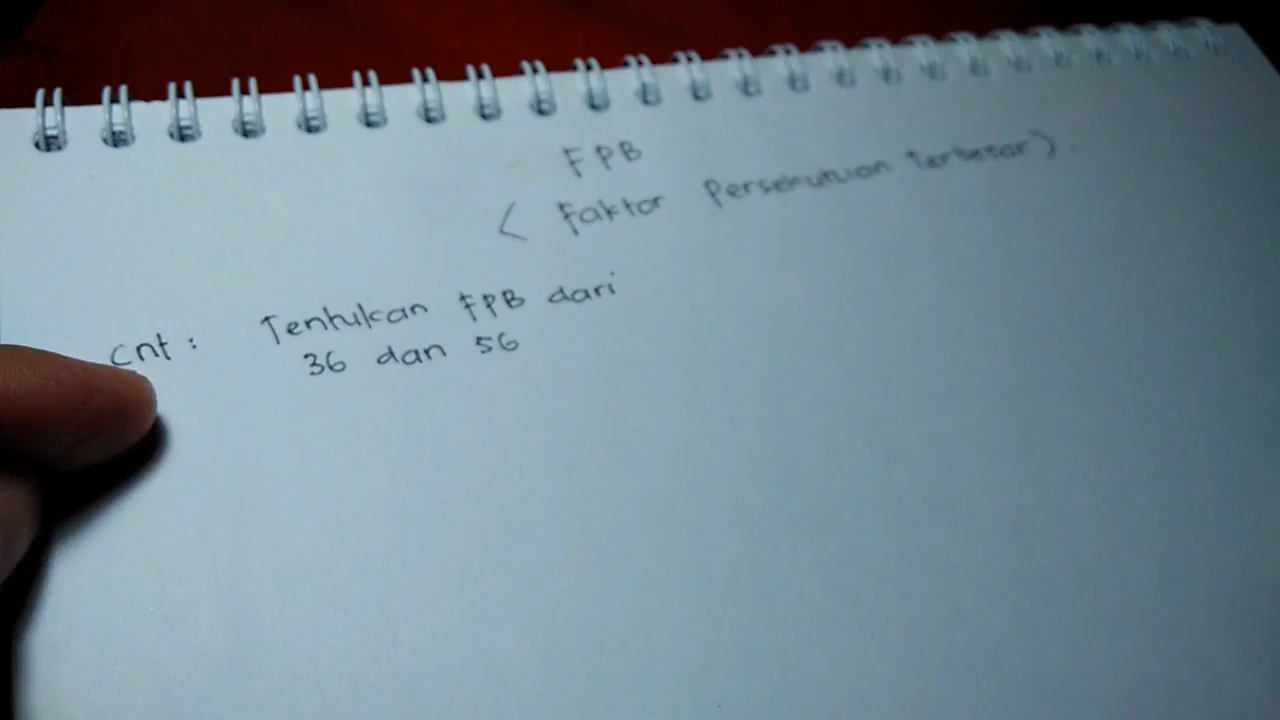 FPB
( Faktor Persekutuan Terbesar).
Cnt : Tentukan FPB dari
36 dan 56